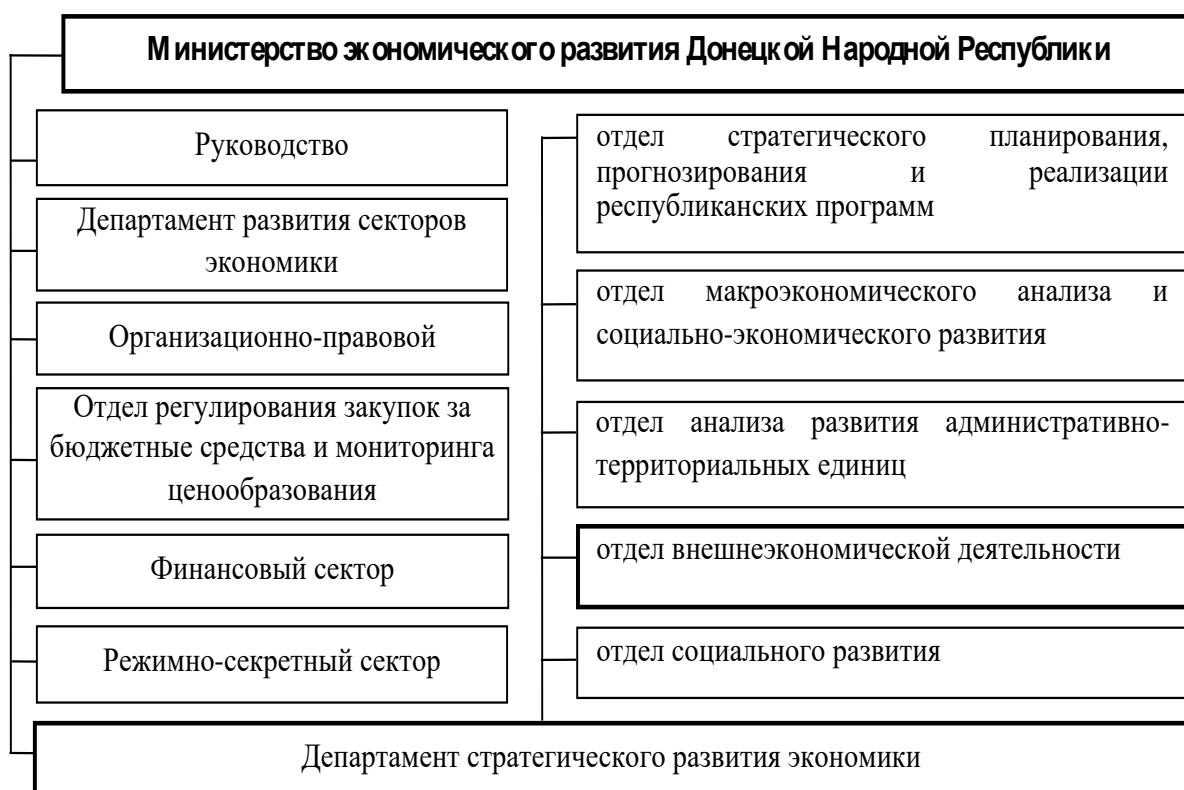 Министерство экономического развития Донецкой Народной Республики
Руководство
Департамент развития секторов
экономики
Организационно-правовой
Отдел регулирования закупок за
бюджетные средства и мониторинга
ценообразования
Финансовый сектор
Режимно-секретный сектор
отдел стратегического планирования,
прогнозирования и реализации
республиканских программ
отдел макроэкономического анализа и
социально-экономического развития
отдел анализа развития административно-
территориальных единиц
отдел внешнеэкономической деятельности
отдел социального развития
Департамент стратегического развития экономики